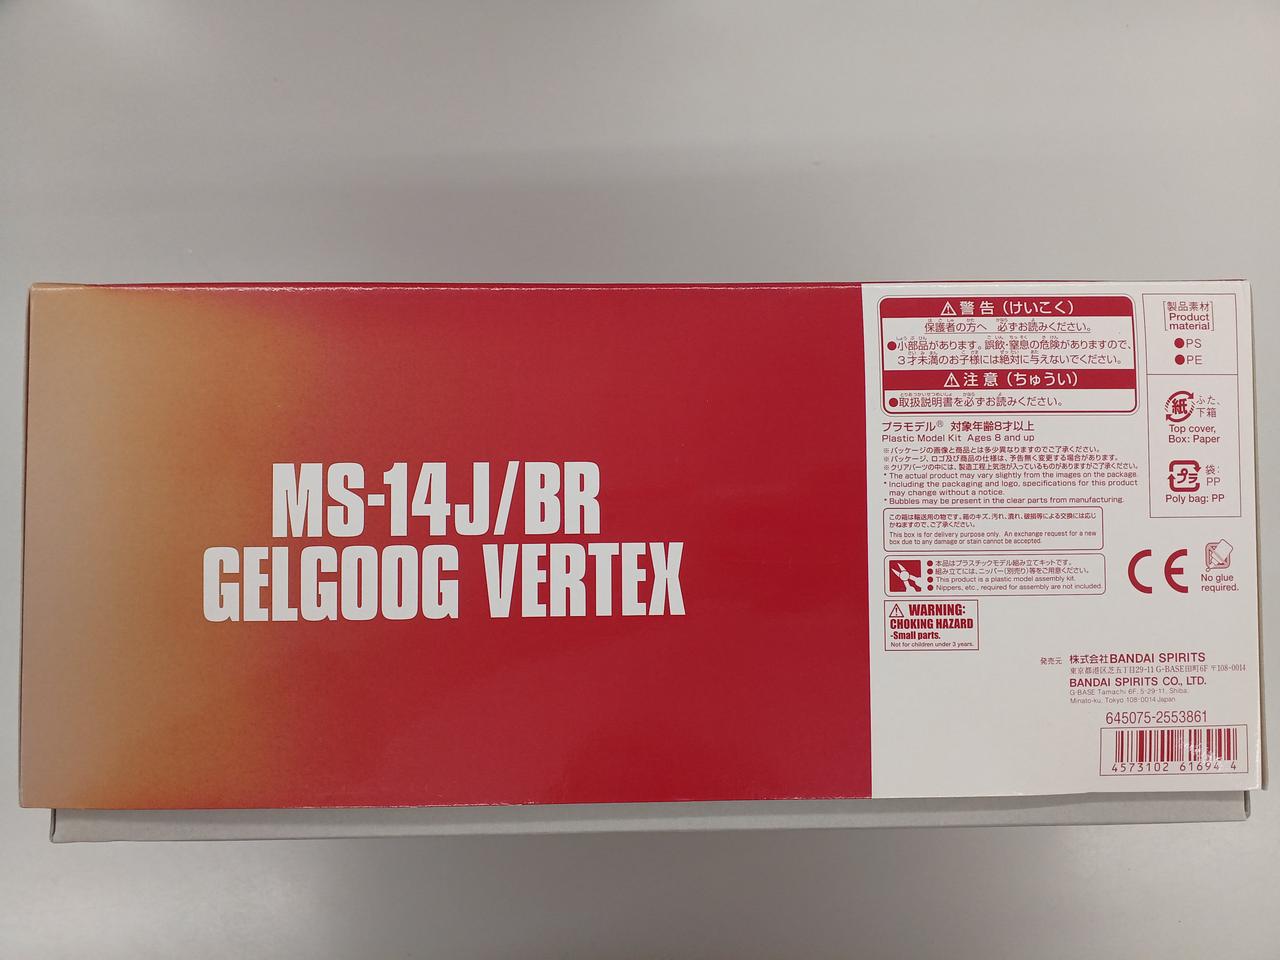 MS-14J/BR
GELGOOG VERTEX
⚠警告(けいこく)
保護者の方へ 必ずお読みください。
●小部品があります。誤飲・窒息の危険がありますので、
3才未満のお子様には絶対に与えないでください。
⚠注意(ちゅうい)
●取扱説明書を必ずお読みください。
プラモデル® 対象年齢8才以上
Plastic Model Kit Ages 8 and up
※パッケージの画像と商品とは多少異なりますのでご了承ください。
※パッケージ、ロゴ及び商品の仕様は、予告無く変更する場合があります。
※クリアパーツの中には、製造工程上気泡が入っているものがありますがご了承ください。
* The actual product may vary slightly from the images on the package.
* Including the packaging and logo, specifications for this product
may change without a notice.
* Bubbles may be present in the clear parts from manufacturing.
この箱は輸送用の物です。箱のキズ、汚れ、潰れ、破損等による交換には応じ
かねますので、ご了承ください。
This box is for delivery purpose only. An exchange request for a new
box due to any damage or stain cannot be accepted.
●本品はプラスチックモデル組み立てキットです。
●組み立てには、ニッパー(別売り)等をご用意ください。
●This product is a plastic model assembly kit.
●Nippers, etc., required for assembly are not included.
⚠WARNING:
CHOKING HAZARD
-Small parts.
Not for children under 3 years.
[製品素材
Product
material]
●PS
●PE
紙
ふた、
下箱
Top cover,
Box: Paper
プラ
袋:
PP
Poly bag: PP
CE
No glue
required.
発売元 株式会社BANDAI SPIRITS
東京都港区芝五丁目29-11 G-BASE田町6F 〒108-0014
BANDAI SPIRITS CO., LTD.
G-BASE Tamachi 6F, 5-29-11, Shiba,
Minato-ku, Tokyo 108-0014 Japan
645075-2553861
4573102 616944